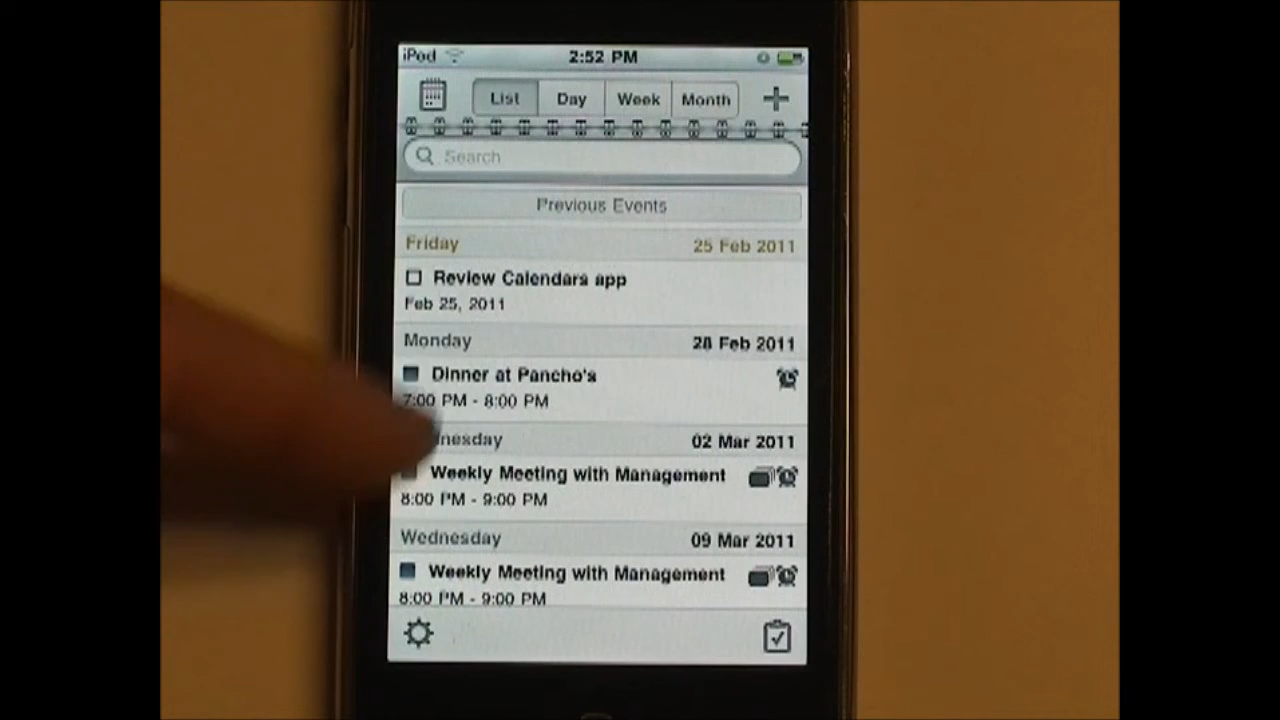 iPod 2:52 PM
List Day Week Month
Search
Previous Events
Friday 25 Feb 2011
Review Calendars app
Feb 25, 2011
Monday 28 Feb 2011
Dinner at Pancho's
7:00 PM - 8:00 PM
nesday 02 Mar 2011
Weekly Meeting with Management
8:00 PM - 9:00 PM
Wednesday 09 Mar 2011
Weekly Meeting with Management
8:00 PM - 9:00 PM